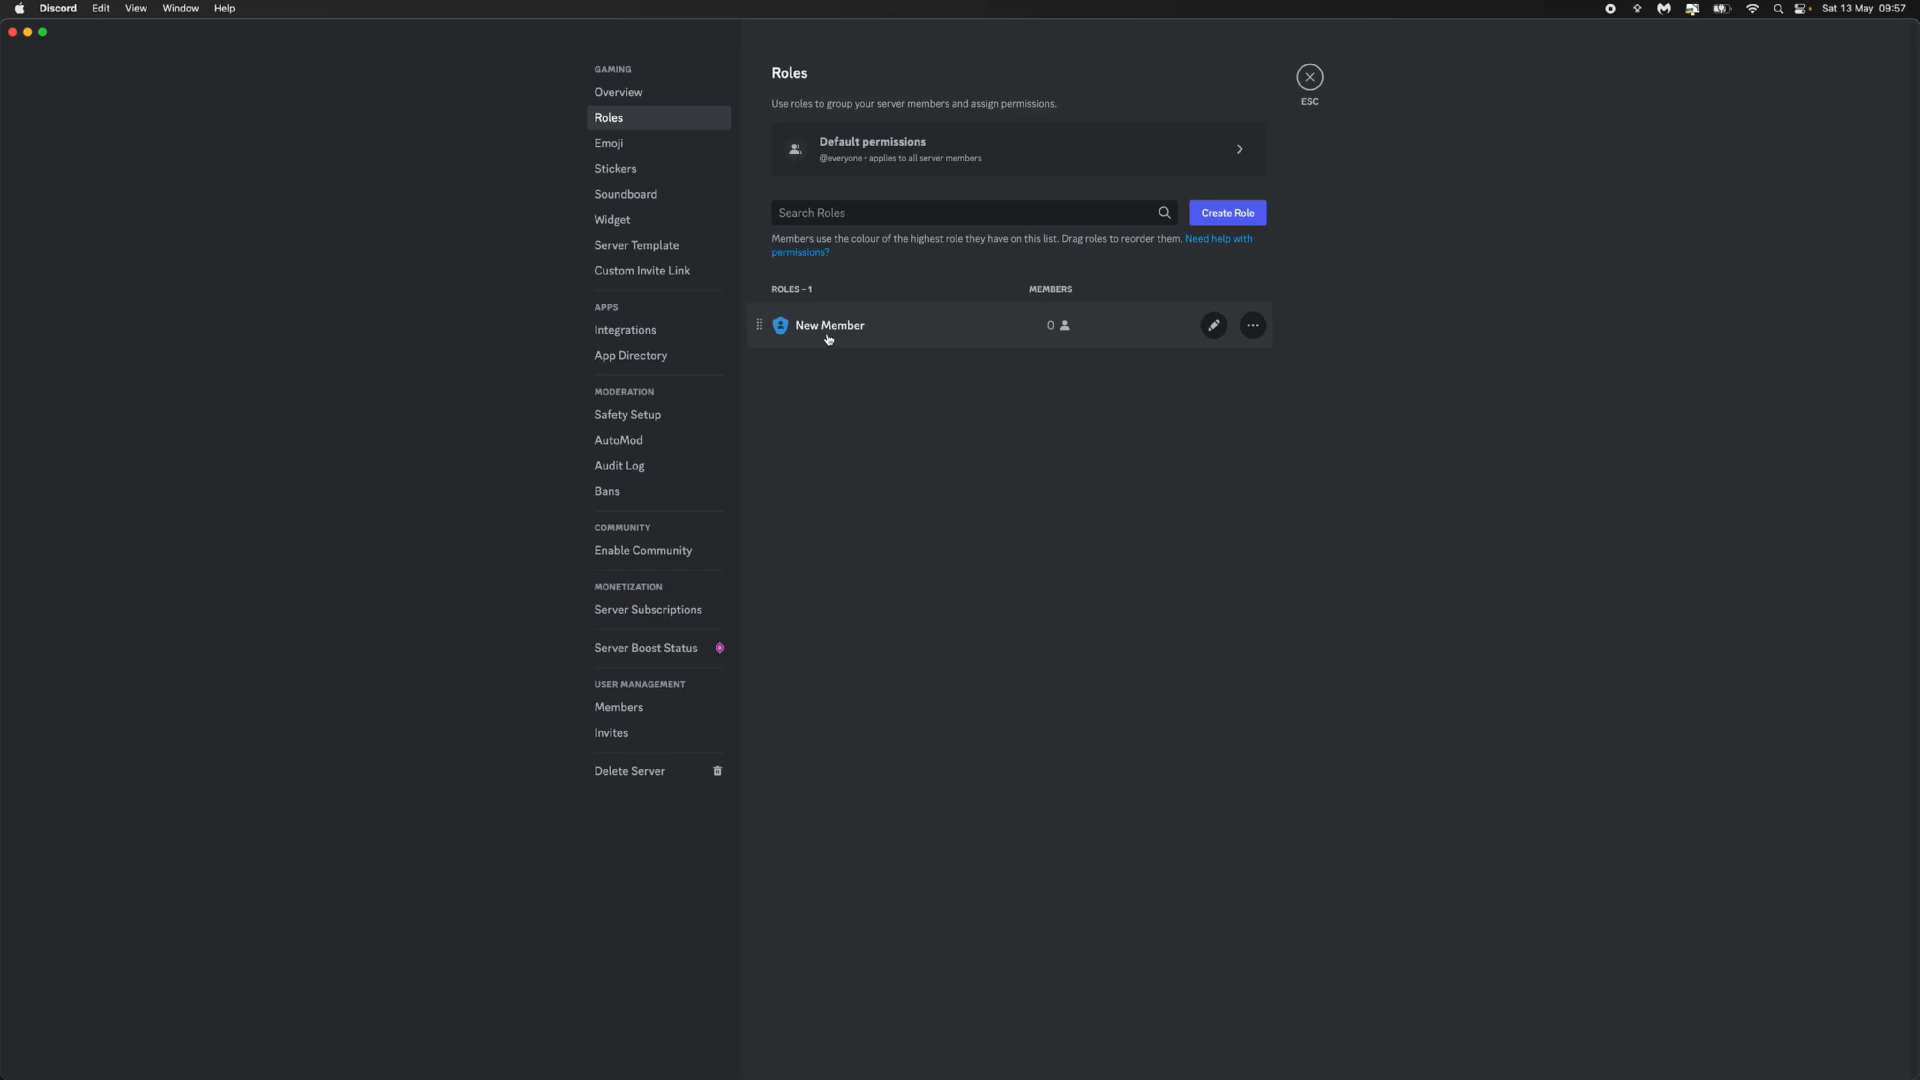 Discord Edit View Window Help Sat 13 May 09:57
GAMING
Overview
Roles
Emoji
Stickers
Soundboard
Widget
Server Template
Custom Invite Link
APPS
Integrations
App Directory
MODERATION
Safety Setup
AutoMod
Audit Log
Bans
COMMUNITY
Enable Community
MONETIZATION
Server Subscriptions
Server Boost Status
USER MANAGEMENT
Members
Invites
Delete Server
Roles
ESC
Use roles to group your server members and assign permissions.
Default permissions
@everyone • applies to all server members
Search Roles
Create Role
Members use the colour of the highest role they have on this list. Drag roles to reorder them. Need help with
permissions?
ROLES – 1 MEMBERS
New Member 0